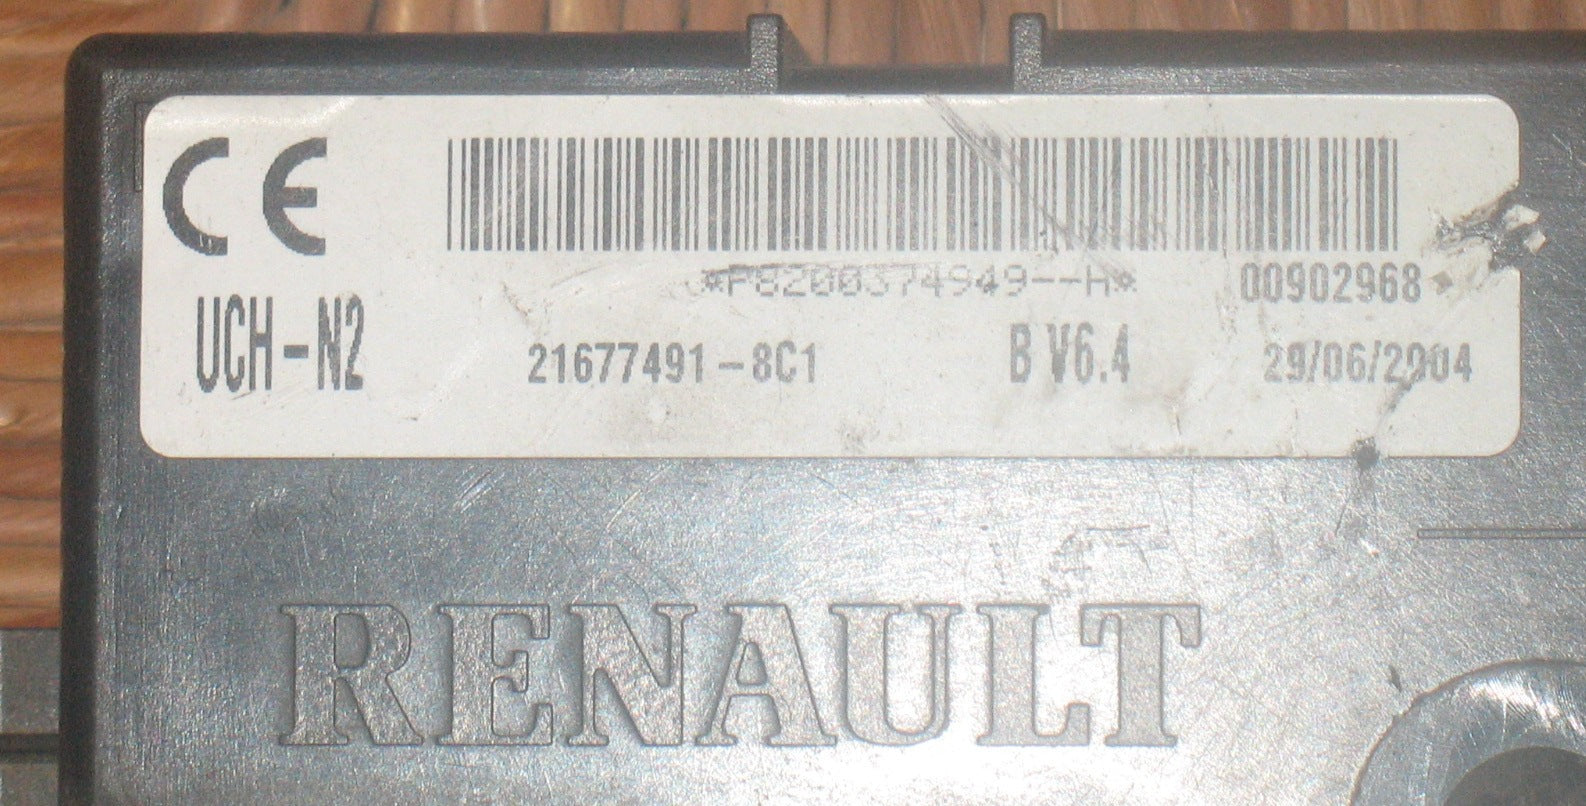 CE
*P8200374949--H* 00902968
UCH-N2 21677491-8C1 B V6.4 29/06/2004
RENAULT